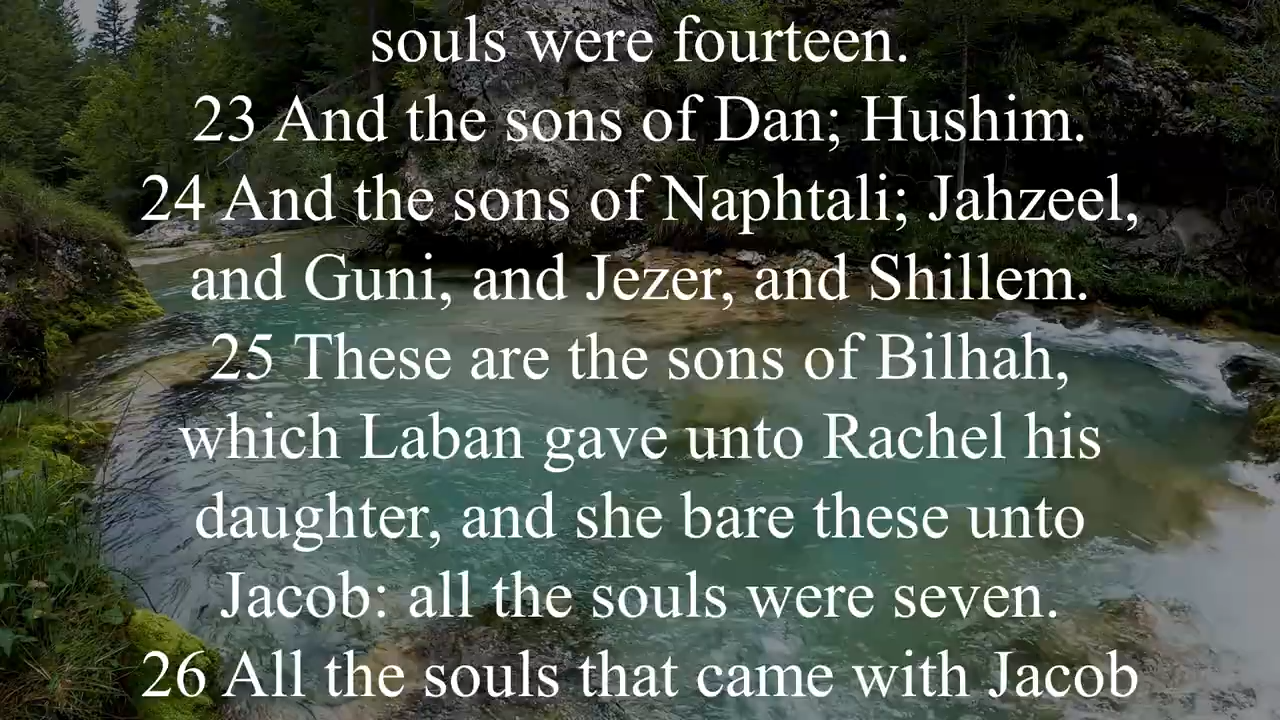 souls were fourteen.
23 And the sons of Dan; Hushim.
24 And the sons of Naphtali; Jahzeel,
and Guni, and Jezer, and Shillem.
25 These are the sons of Bilhah,
which Laban gave unto Rachel his
daughter, and she bare these unto
Jacob: all the souls were seven.
26 All the souls that came with Jacob